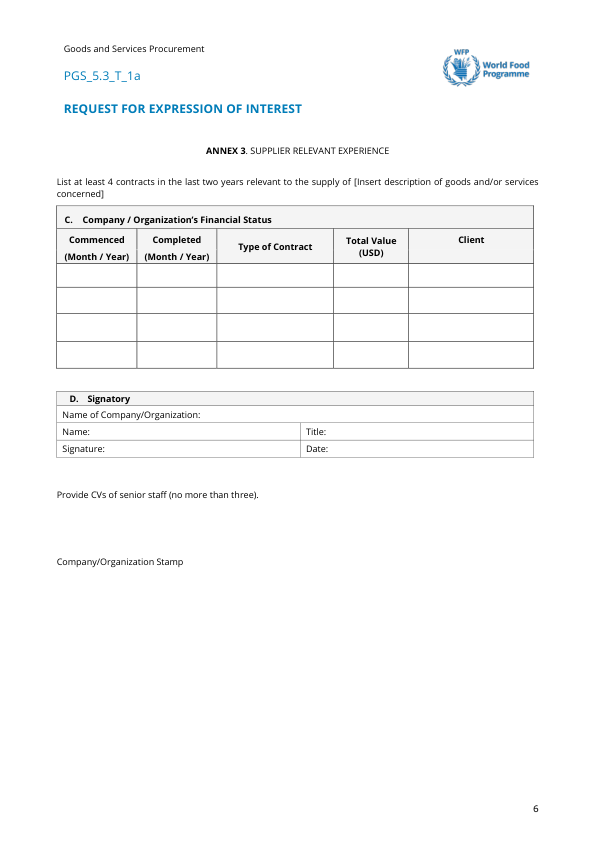 Goods and Services Procurement
PGS_5.3_T_1a
WFP
World Food
Programme
REQUEST FOR EXPRESSION OF INTEREST
ANNEX 3. SUPPLIER RELEVANT EXPERIENCE
List at least 4 contracts in the last two years relevant to the supply of [Insert description of goods and/or services
concerned]
C. Company / Organization’s Financial Status
Commenced
(Month / Year)
Completed
(Month / Year)
Type of Contract
Total Value
(USD)
Client
D. Signatory
Name of Company/Organization:
Name:
Title:
Signature:
Date:
Provide CVs of senior staff (no more than three).
Company/Organization Stamp
6